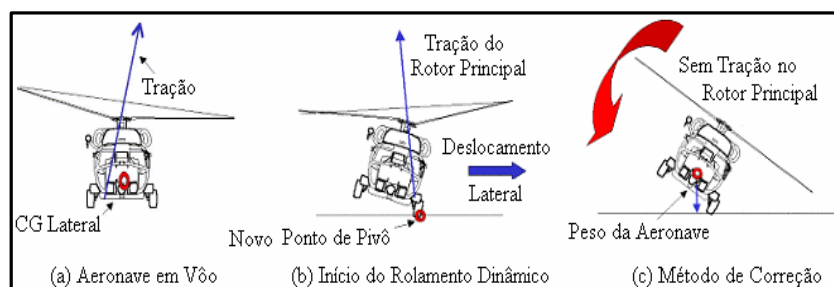 Tração
CG Lateral
(a) Aeronave em Vôo
Tração do
Rotor Principal
Deslocamento
Lateral
Novo Ponto de Pivô
(b) Início do Rolamento Dinâmico
Sem Tração no
Rotor Principal
Peso da Aeronave
(c) Método de Correção